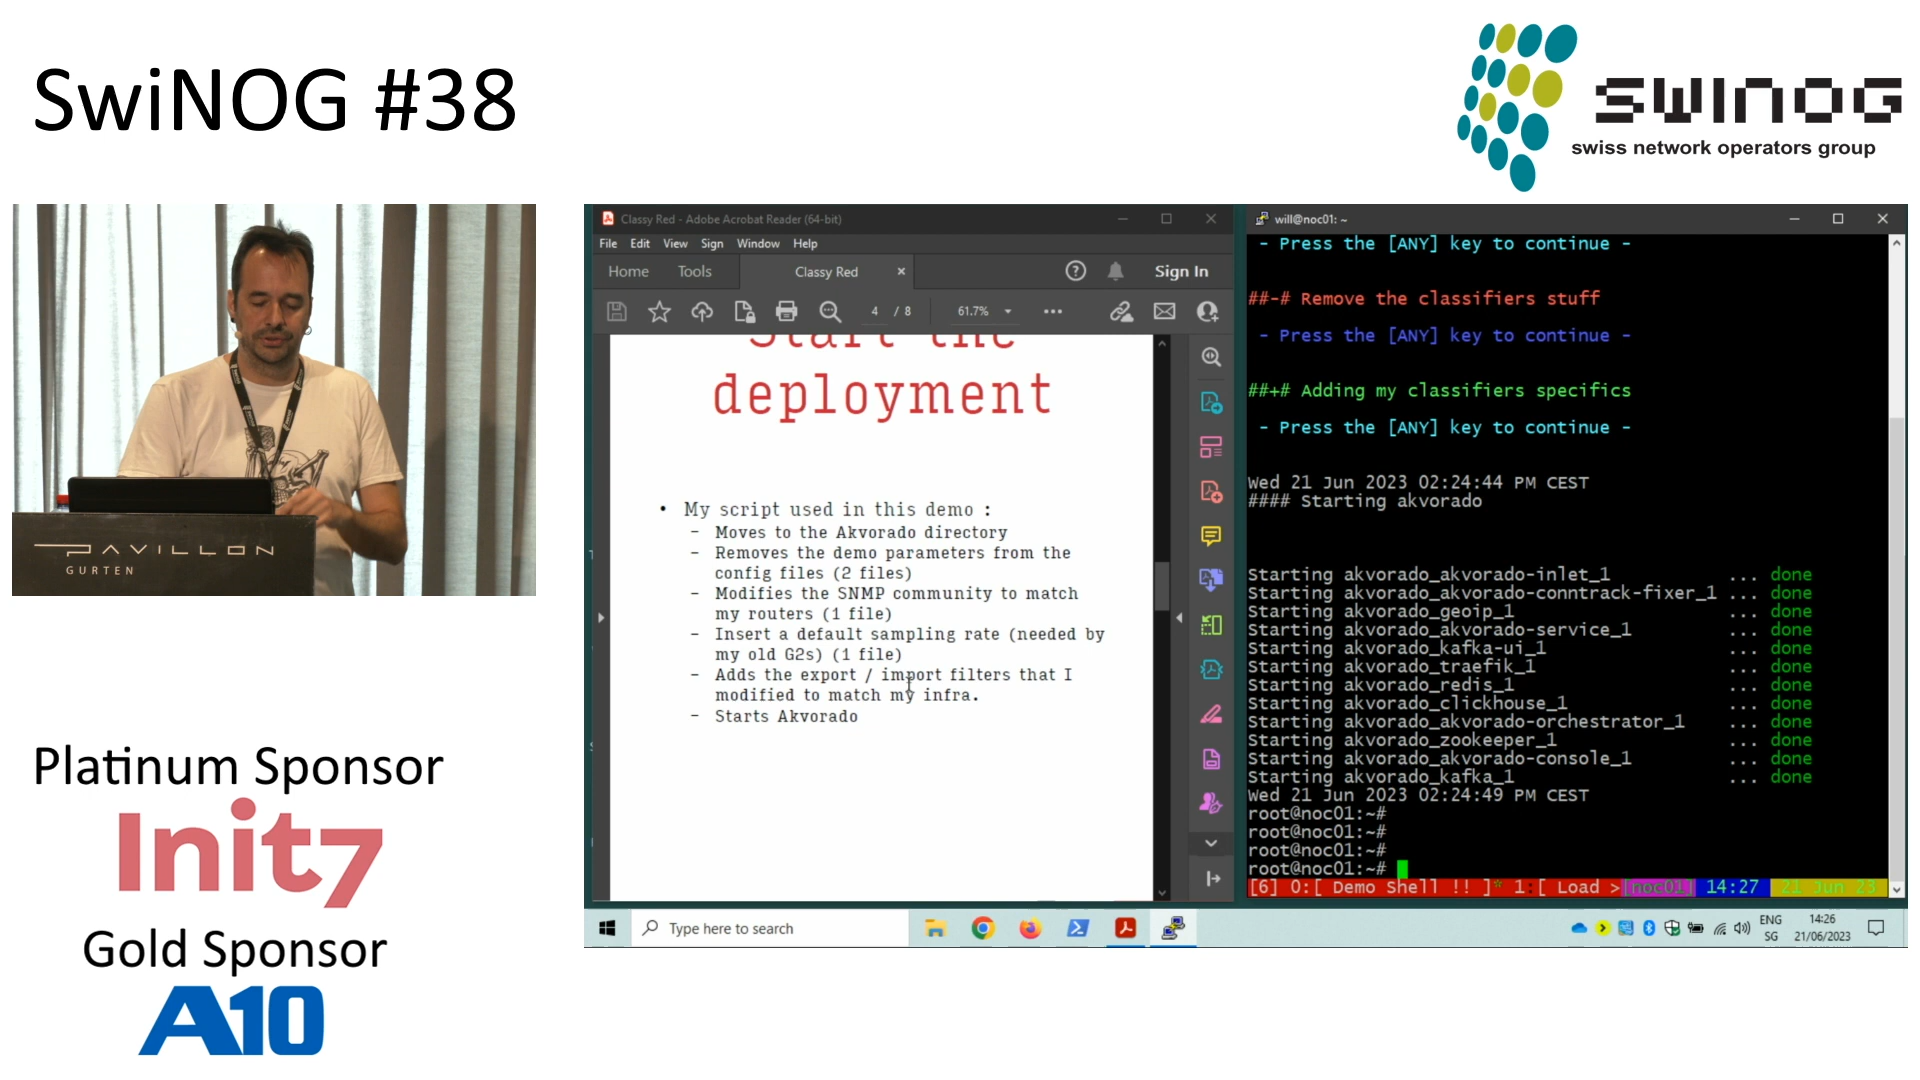 SwiNOG #38
swinog
swiss network operators group
PAVILLON
GURTEN
Platinum Sponsor
Init7
Gold Sponsor
A10
Classy Red - Adobe Acrobat Reader (64-bit)
File Edit View Sign Window Help
Home Tools Classy Red × Sign In
4 / 8 61.7%
Start the
deployment
• My script used in this demo :
– Moves to the Akvorado directory
– Removes the demo parameters from the
config files (2 files)
– Modifies the SNMP community to match
my routers (1 file)
– Insert a default sampling rate (needed by
my old G2s) (1 file)
– Adds the export / import filters that I
modified to match my infra.
– Starts Akvorado
will@noc01: ~
- Press the [ANY] key to continue -
##-# Remove the classifiers stuff
- Press the [ANY] key to continue -
##+# Adding my classifiers specifics
- Press the [ANY] key to continue -
Wed 21 Jun 2023 02:24:44 PM CEST
#### Starting akvorado
Starting akvorado_akvorado-inlet_1 ... done
Starting akvorado_akvorado-conntrack-fixer_1 ... done
Starting akvorado_geoip_1 ... done
Starting akvorado_akvorado-service_1 ... done
Starting akvorado_kafka-ui_1 ... done
Starting akvorado_traefik_1 ... done
Starting akvorado_redis_1 ... done
Starting akvorado_clickhouse_1 ... done
Starting akvorado_akvorado-orchestrator_1 ... done
Starting akvorado_zookeeper_1 ... done
Starting akvorado_akvorado-console_1 ... done
Starting akvorado_kafka_1 ... done
Wed 21 Jun 2023 02:24:49 PM CEST
root@noc01:~#
root@noc01:~#
root@noc01:~#
root@noc01:~#
[6] 0:[ Demo Shell !! ]* 1:[ Load >[noc01] 14:27 21 Jun 23
Type here to search
ENG
SG
14:26
21/06/2023